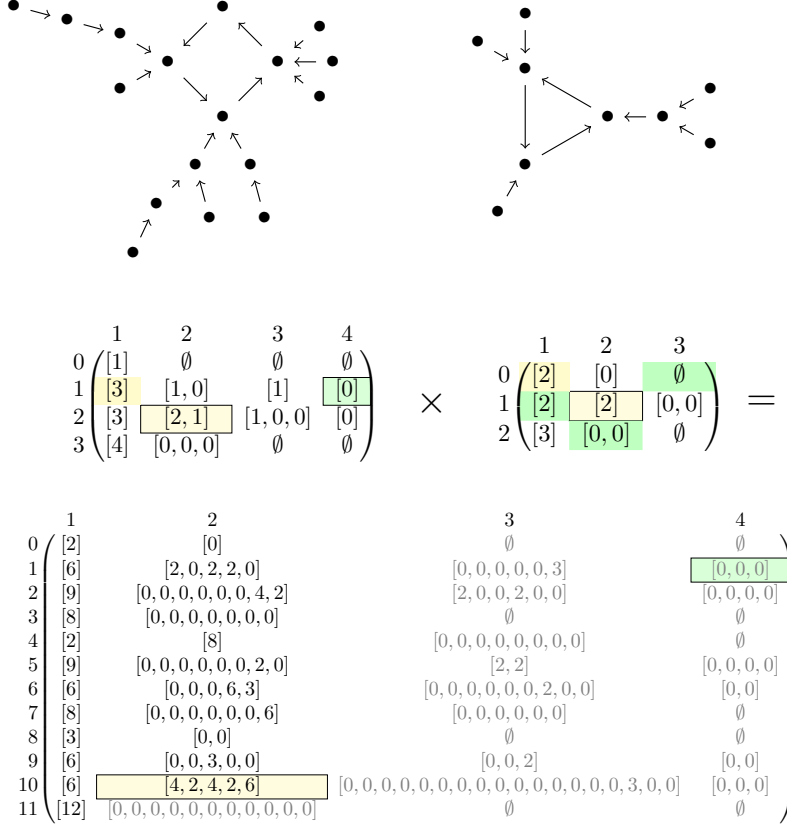 1 2 3 4
0 [1] ∅ ∅ ∅
1 [3] [1, 0] [1] [0]
2 [3] [2, 1] [1, 0, 0] [0]
3 [4] [0, 0, 0] ∅ ∅
×
1 2 3
0 [2] [0] ∅
1 [2] [2] [0, 0]
2 [3] [0, 0] ∅
=
1 2 3 4
0 [2] [0] ∅ ∅
1 [6] [2, 0, 2, 2, 0] [0, 0, 0, 0, 0, 3] [0, 0, 0]
2 [9] [0, 0, 0, 0, 0, 0, 0, 4, 2] [2, 0, 0, 2, 0, 0] [0, 0, 0, 0]
3 [8] [0, 0, 0, 0, 0, 0, 0, 0] ∅ ∅
4 [2] [8] [0, 0, 0, 0, 0, 0, 0, 0] ∅
5 [9] [0, 0, 0, 0, 0, 0, 0, 2, 0] [2, 2] [0, 0, 0, 0]
6 [6] [0, 0, 0, 6, 3] [0, 0, 0, 0, 0, 0, 2, 0, 0] [0, 0]
7 [8] [0, 0, 0, 0, 0, 0, 6] [0, 0, 0, 0, 0, 0] ∅
8 [3] [0, 0] ∅ ∅
9 [6] [0, 0, 3, 0, 0] [0, 0, 2] [0, 0]
10 [6] [4, 2, 4, 2, 6] [0, 0, 0, 0, 0, 0, 0, 0, 0, 0, 0, 0, 0, 0, 0, 3, 0, 0] [0, 0, 0]
11 [12] [0, 0, 0, 0, 0, 0, 0, 0, 0, 0, 0] ∅ ∅